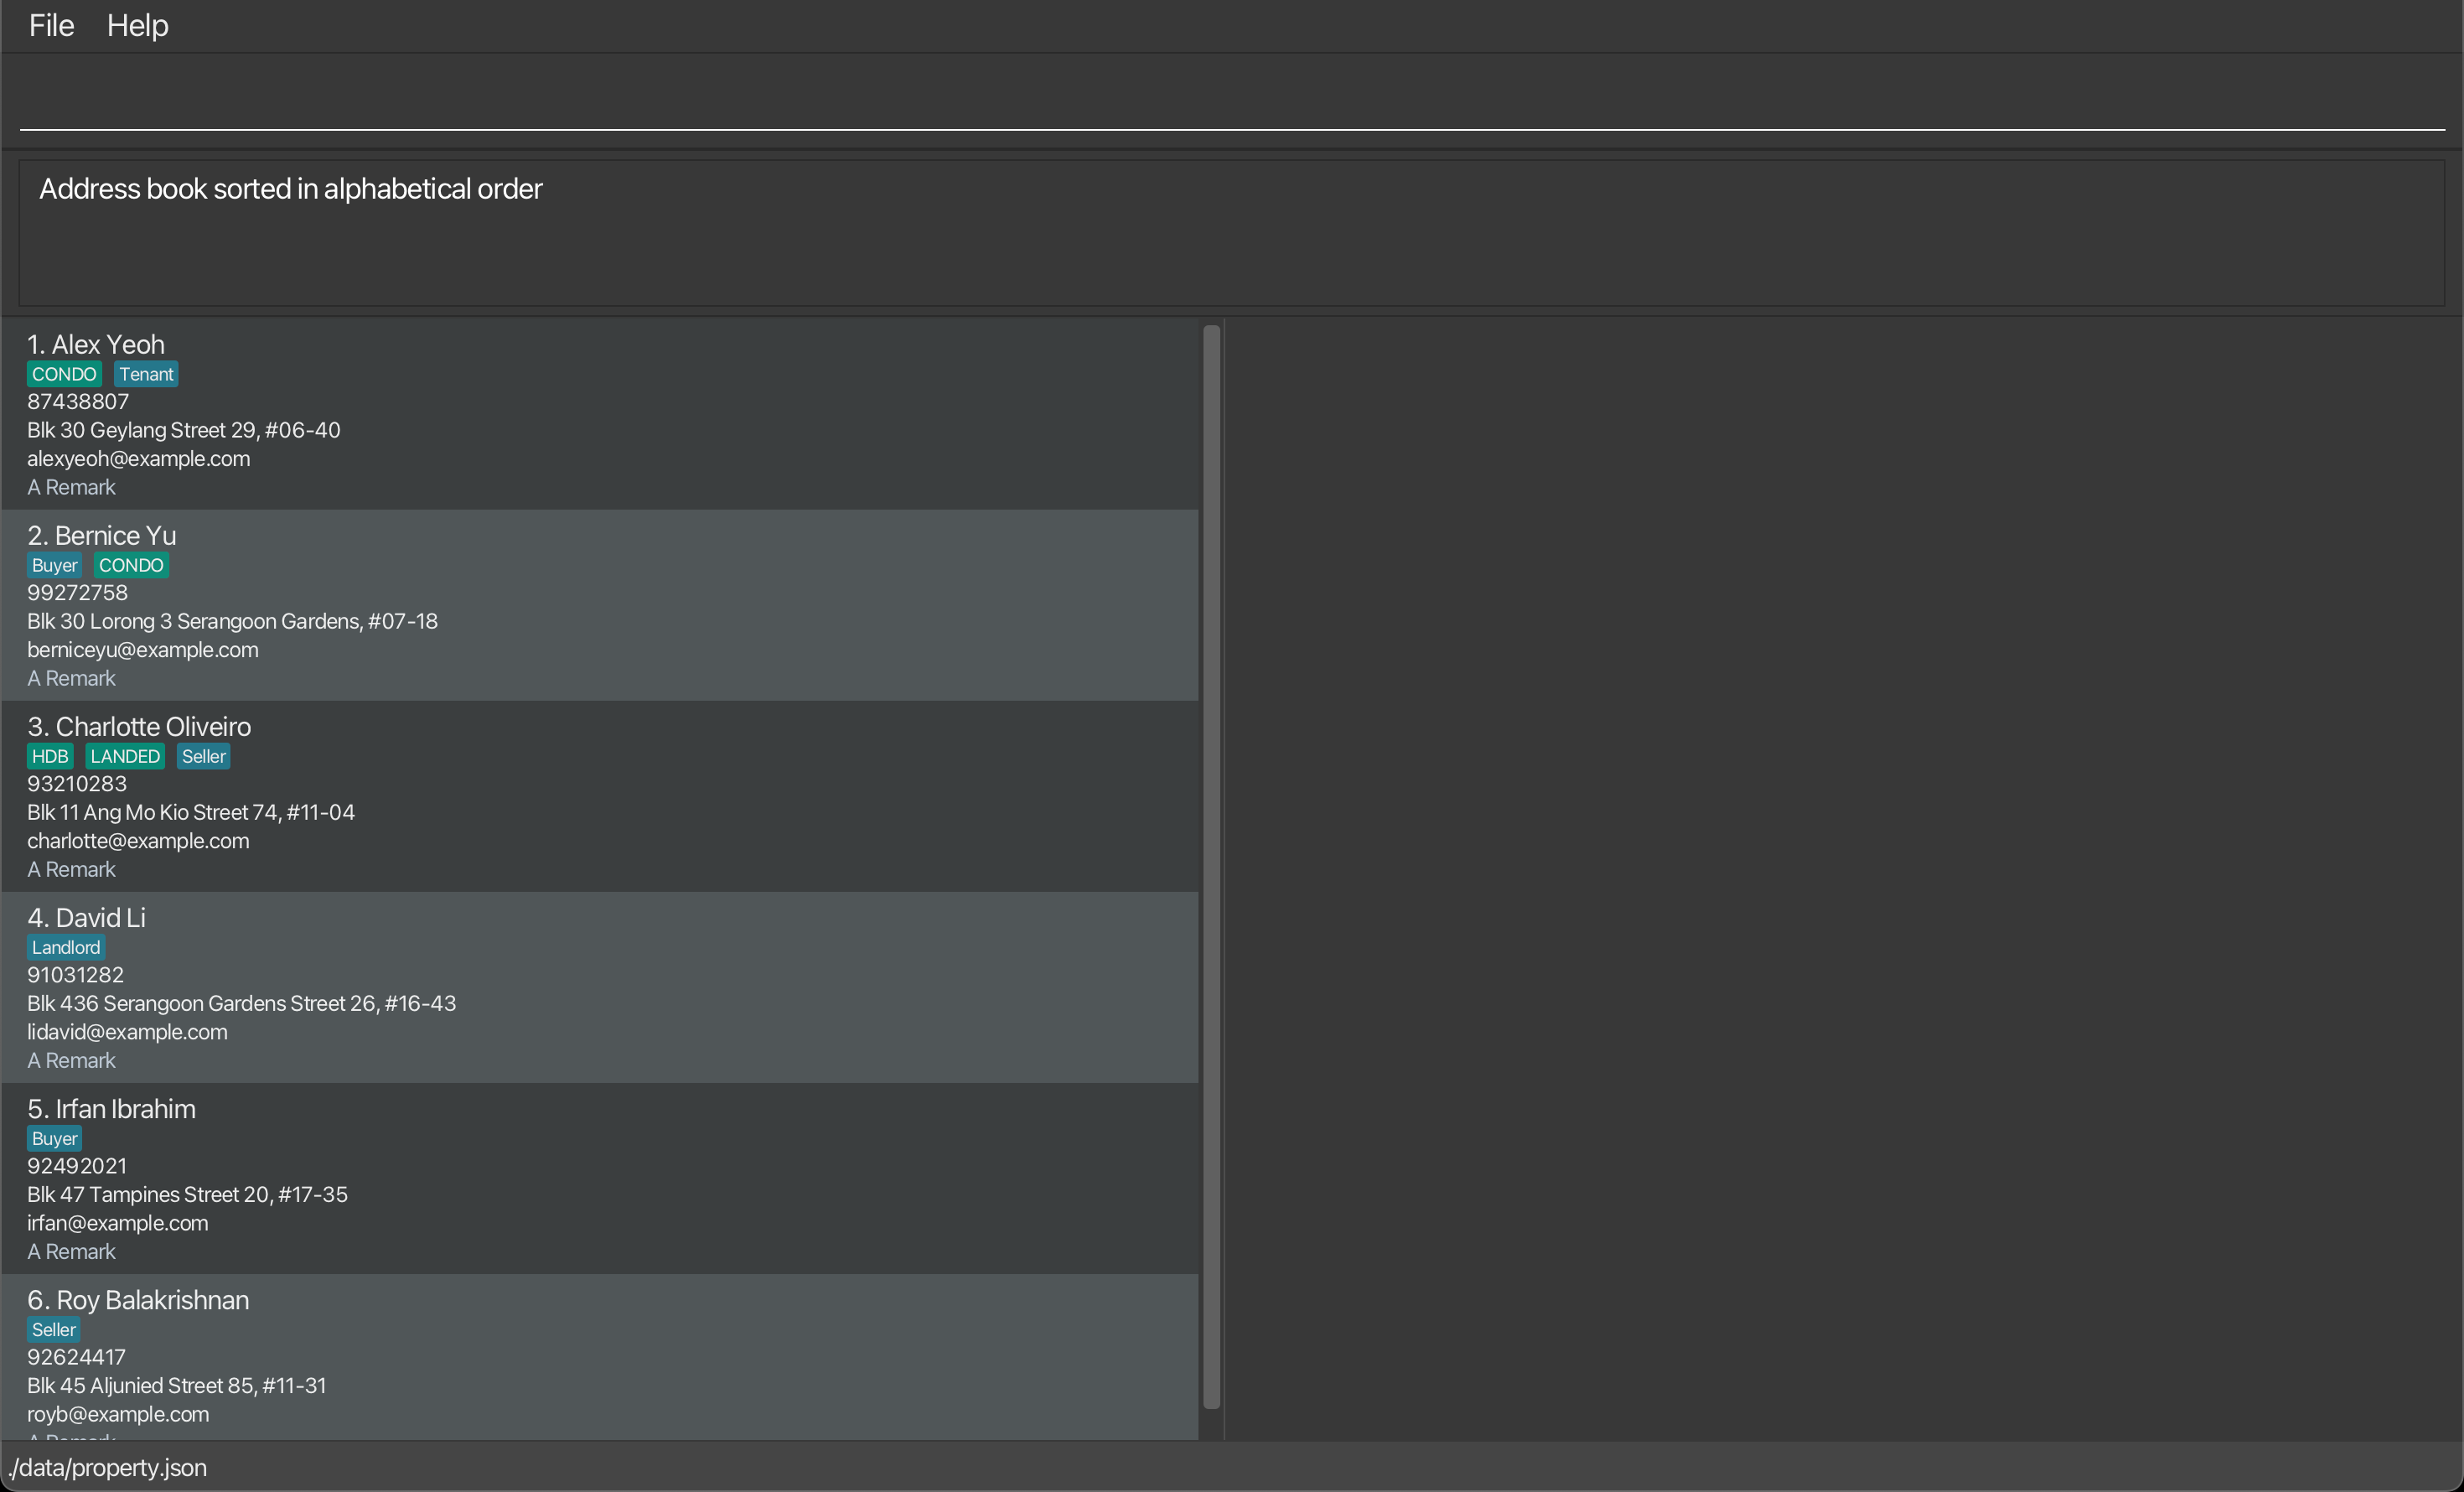 File Help
Address book sorted in alphabetical order
1. Alex Yeoh
CONDO Tenant
87438807
Blk 30 Geylang Street 29, #06-40
alexyeoh@example.com
A Remark
2. Bernice Yu
Buyer CONDO
99272758
Blk 30 Lorong 3 Serangoon Gardens, #07-18
berniceyu@example.com
A Remark
3. Charlotte Oliveiro
HDB LANDED Seller
93210283
Blk 11 Ang Mo Kio Street 74, #11-04
charlotte@example.com
A Remark
4. David Li
Landlord
91031282
Blk 436 Serangoon Gardens Street 26, #16-43
lidavid@example.com
A Remark
5. Irfan Ibrahim
Buyer
92492021
Blk 47 Tampines Street 20, #17-35
irfan@example.com
A Remark
6. Roy Balakrishnan
Seller
92624417
Blk 45 Aljunied Street 85, #11-31
royb@example.com
./data/property.json